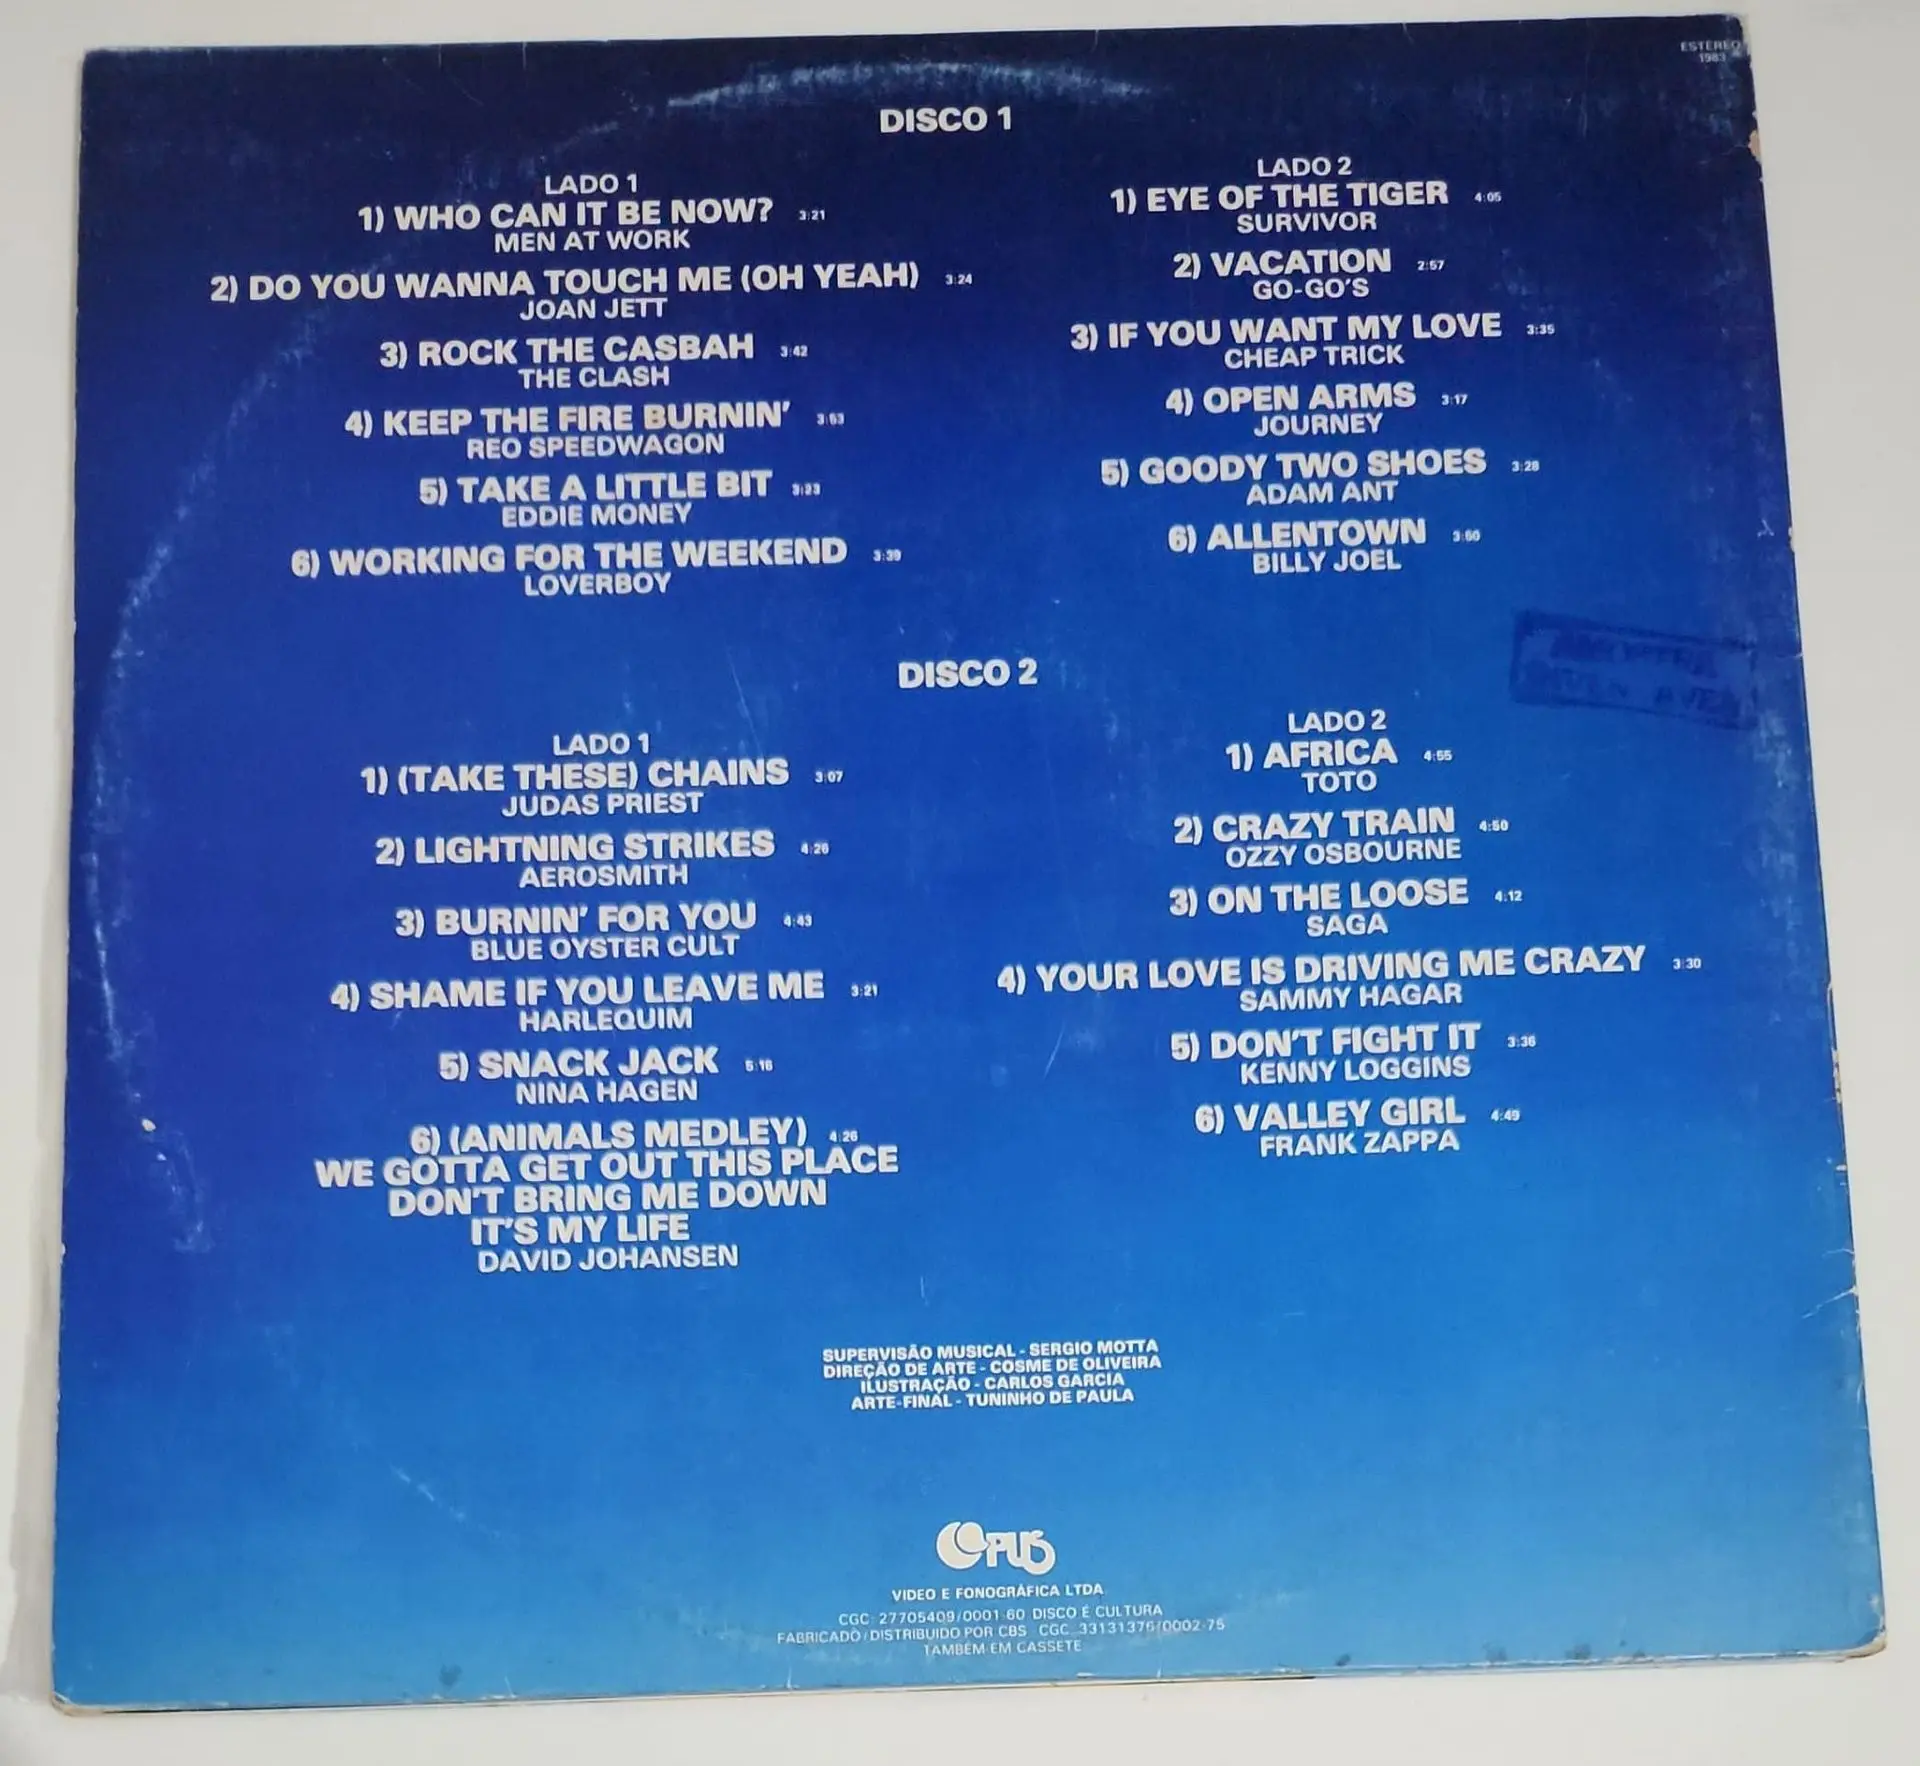 ESTÉREO
1983
DISCO 1
LADO 1
1) WHO CAN IT BE NOW? 3:21
MEN AT WORK
2) DO YOU WANNA TOUCH ME (OH YEAH) 3:24
JOAN JETT
3) ROCK THE CASBAH 3:42
THE CLASH
4) KEEP THE FIRE BURNIN' 3:53
REO SPEEDWAGON
5) TAKE A LITTLE BIT 3:23
EDDIE MONEY
6) WORKING FOR THE WEEKEND 3:39
LOVERBOY
LADO 2
1) EYE OF THE TIGER 4:05
SURVIVOR
2) VACATION 2:57
GO-GO'S
3) IF YOU WANT MY LOVE 3:35
CHEAP TRICK
4) OPEN ARMS 3:17
JOURNEY
5) GOODY TWO SHOES 3:28
ADAM ANT
6) ALLENTOWN 3:50
BILLY JOEL
DISCO 2
LADO 1
1) (TAKE THESE) CHAINS 3:07
JUDAS PRIEST
2) LIGHTNING STRIKES 4:26
AEROSMITH
3) BURNIN' FOR YOU 4:43
BLUE OYSTER CULT
4) SHAME IF YOU LEAVE ME 3:21
HARLEQUIM
5) SNACK JACK 5:16
NINA HAGEN
6) (ANIMALS MEDLEY) 4:26
WE GOTTA GET OUT THIS PLACE
DON'T BRING ME DOWN
IT'S MY LIFE
DAVID JOHANSEN
LADO 2
1) AFRICA 4:55
TOTO
2) CRAZY TRAIN 4:50
OZZY OSBOURNE
3) ON THE LOOSE 4:12
SAGA
4) YOUR LOVE IS DRIVING ME CRAZY 3:30
SAMMY HAGAR
5) DON'T FIGHT IT 3:36
KENNY LOGGINS
6) VALLEY GIRL 4:49
FRANK ZAPPA
SUPERVISÃO MUSICAL - SERGIO MOTTA
DIREÇÃO DE ARTE - COSME DE OLIVEIRA
ILUSTRAÇÃO - CARLOS GARCIA
ARTE-FINAL - TUNINHO DE PAULA
OPUS
VIDEO E FONOGRÁFICA LTDA
CGC: 27705409/0001-60 DISCO É CULTURA
FABRICADO/DISTRIBUIDO POR CBS CGC. 33131376/0002-75
TAMBÉM EM CASSETE